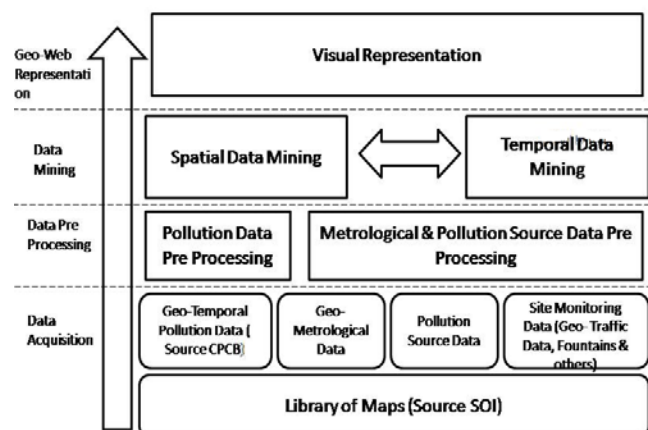 Geo-Web
Representati
on
Visual Representation
Data
Mining
Spatial Data Mining
Temporal Data
Mining
Data Pre
Processing
Pollution Data
Pre Processing
Metrological & Pollution Source Data Pre
Processing
Data
Acquisition
Geo-Temporal
Pollution Data (
Source CPCB)
Geo-
Metrological
Data
Pollution
Source Data
Site Monitoring
Data (Geo- Traffic
Data, Fountains &
others)
Library of Maps (Source SOI)